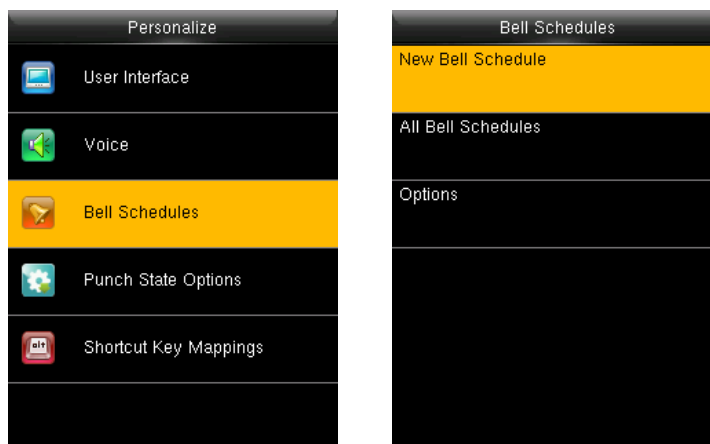 Personalize
User Interface
Voice
Bell Schedules
Punch State Options
alt
Shortcut Key Mappings
Bell Schedules
New Bell Schedule
All Bell Schedules
Options